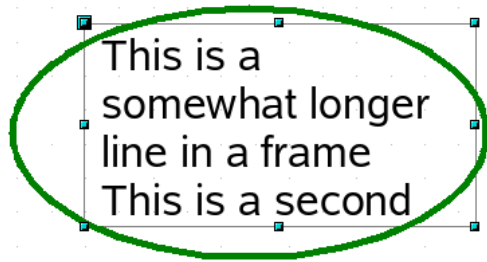 This is a
somewhat longer
line in a frame
This is a second